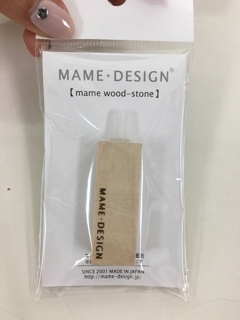 MAME・DESIGN®
【 mame wood-stone 】
MAME・DESIGN
SINCE 2001 MADE IN JAPAN
http://mame-design.jp/